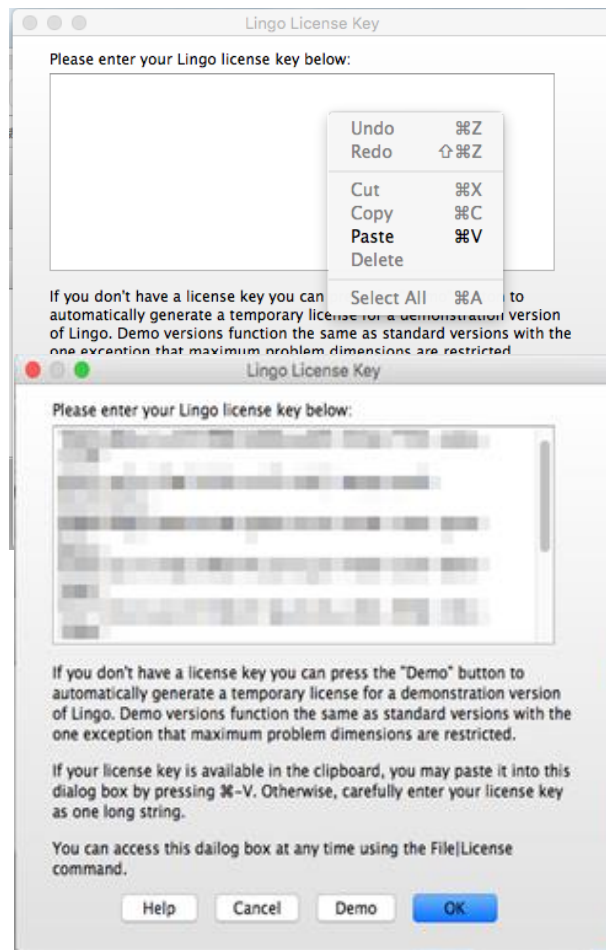 Lingo License Key
Please enter your Lingo license key below:
Undo ⌘Z
Redo ⇧⌘Z
Cut ⌘X
Copy ⌘C
Paste ⌘V
Delete
Select All ⌘A
If you don't have a license key you can to
automatically generate a temporary license for a demonstration version
of Lingo. Demo versions function the same as standard versions with the
one exception that maximum problem dimensions are restricted.
Lingo License Key
Please enter your Lingo license key below:
If you don't have a license key you can press the "Demo" button to
automatically generate a temporary license for a demonstration version
of Lingo. Demo versions function the same as standard versions with the
one exception that maximum problem dimensions are restricted.
If your license key is available in the clipboard, you may paste it into this
dialog box by pressing ⌘-V. Otherwise, carefully enter your license key
as one long string.
You can access this dailog box at any time using the File|License
command.
Help Cancel Demo OK